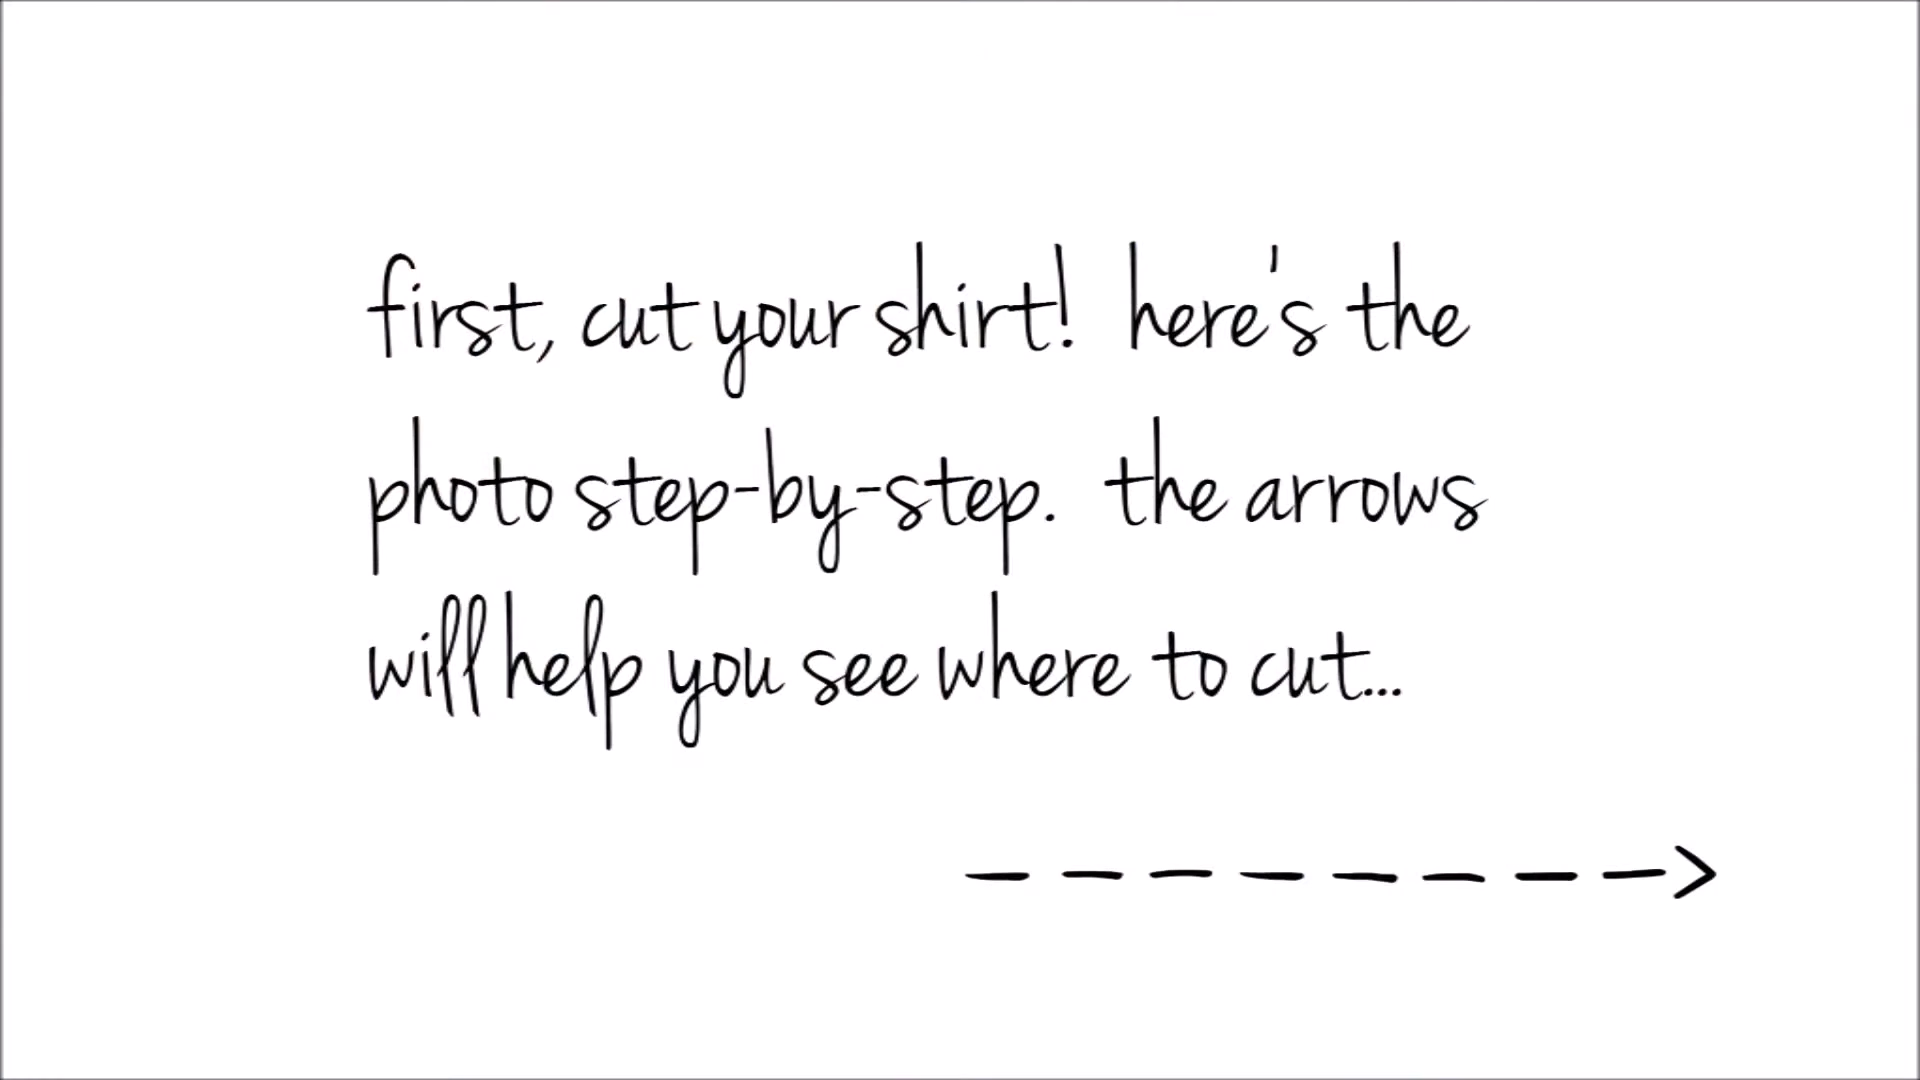 first, cut your shirt! here's the
photo step-by-step. the arrows
will help you see where to cut...